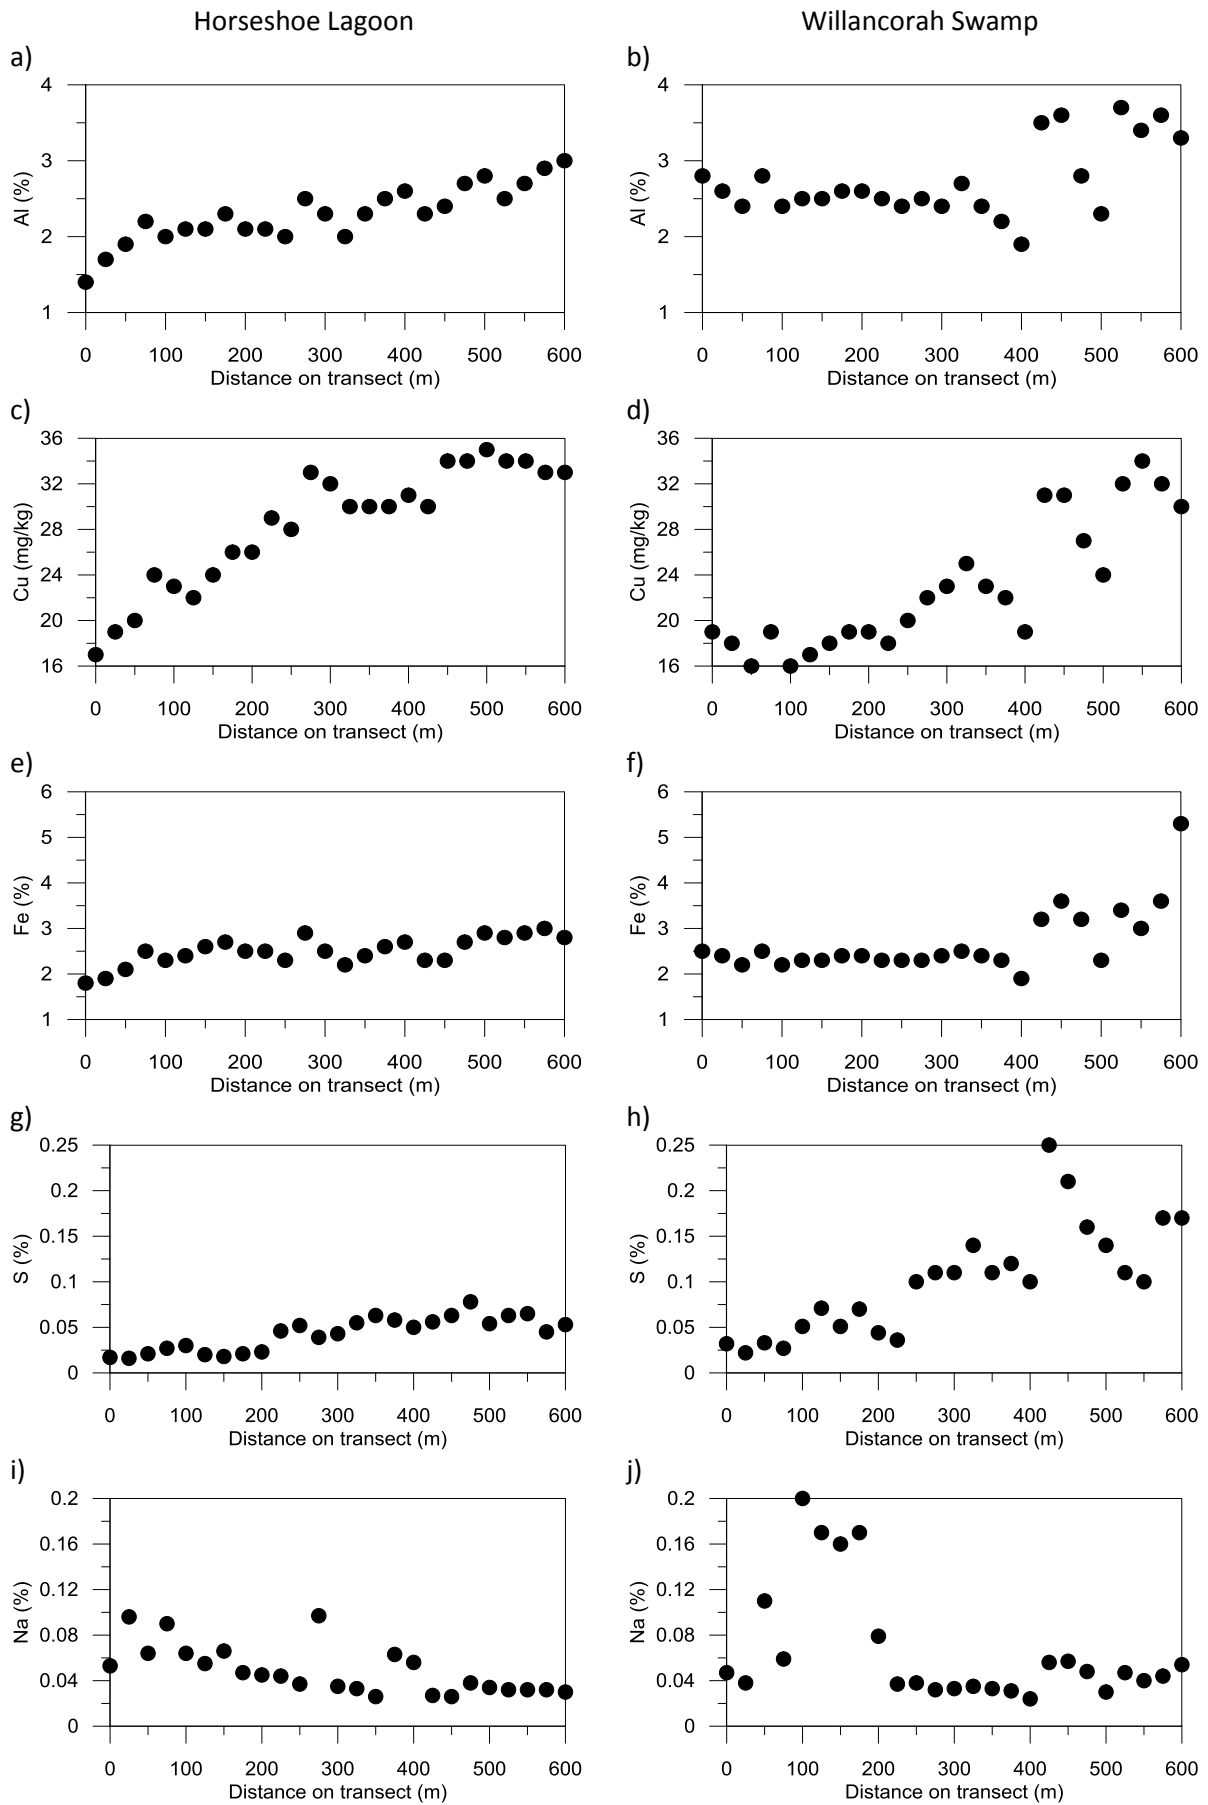 Horseshoe Lagoon
Willancorah Swamp
a)
4
3
2
1
Al (%)
0 100 200 300 400 500 600
Distance on transect (m)
b)
4
3
2
1
Al (%)
0 100 200 300 400 500 600
Distance on transect (m)
c)
36
32
28
24
20
16
Cu (mg/kg)
0 100 200 300 400 500 600
Distance on transect (m)
d)
36
32
28
24
20
16
Cu (mg/kg)
0 100 200 300 400 500 600
Distance on transect (m)
e)
6
5
4
3
2
1
Fe (%)
0 100 200 300 400 500 600
Distance on transect (m)
f)
6
5
4
3
2
1
Fe (%)
0 100 200 300 400 500 600
Distance on transect (m)
g)
0.25
0.2
0.15
0.1
0.05
0
S (%)
0 100 200 300 400 500 600
Distance on transect (m)
h)
0.25
0.2
0.15
0.1
0.05
0
S (%)
0 100 200 300 400 500 600
Distance on transect (m)
i)
0.2
0.16
0.12
0.08
0.04
0
Na (%)
0 100 200 300 400 500 600
Distance on transect (m)
j)
0.2
0.16
0.12
0.08
0.04
0
Na (%)
0 100 200 300 400 500 600
Distance on transect (m)